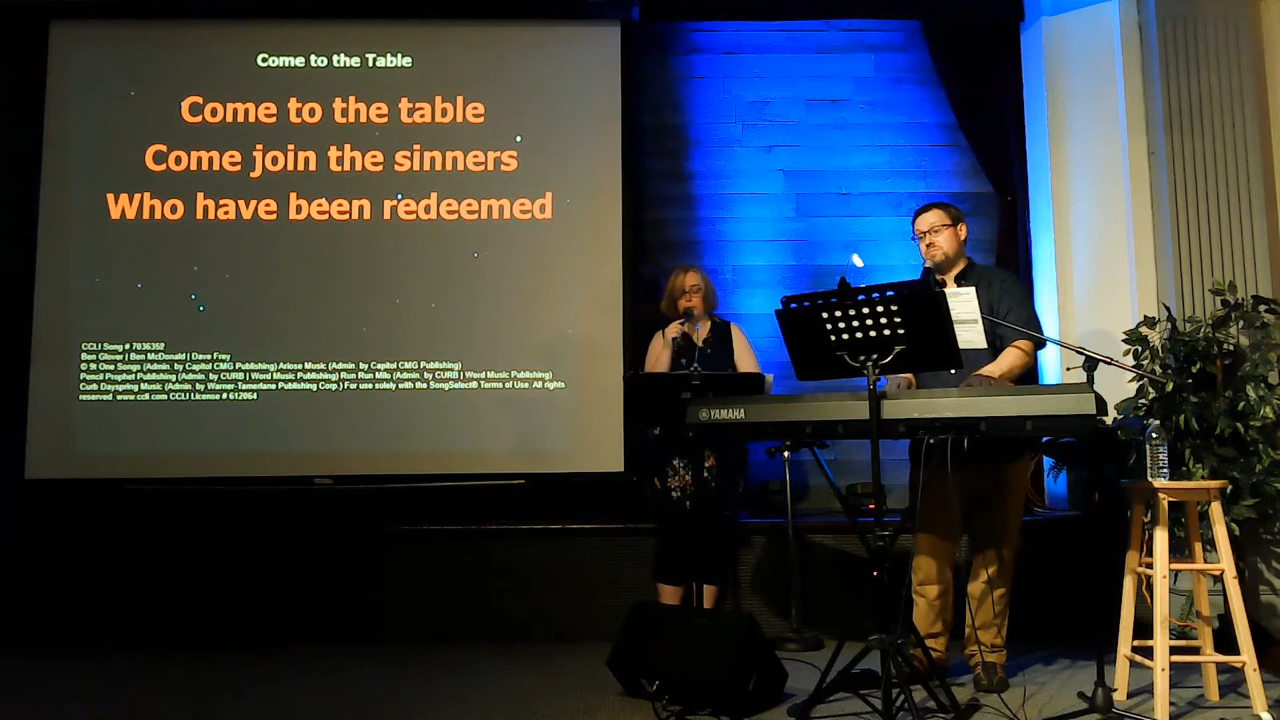 Come to the Table
Come to the table
Come join the sinners
Who have been redeemed
CCLI Song # 7036352
Ben Glover | Ben McDonald | Dave Frey
© 9t One Songs (Admin. by Capitol CMG Publishing) Ariose Music (Admin. by Capitol CMG Publishing)
Pencil Prophet Publishing (Admin. by CURB | Word Music Publishing) Run Run Milo (Admin. by CURB | Word Music Publishing)
Curb Dayspring Music (Admin. by Warner-Tamerlane Publishing Corp.) For use solely with the SongSelect® Terms of Use. All rights
reserved. www.ccli.com CCLI License # 612064
YAMAHA